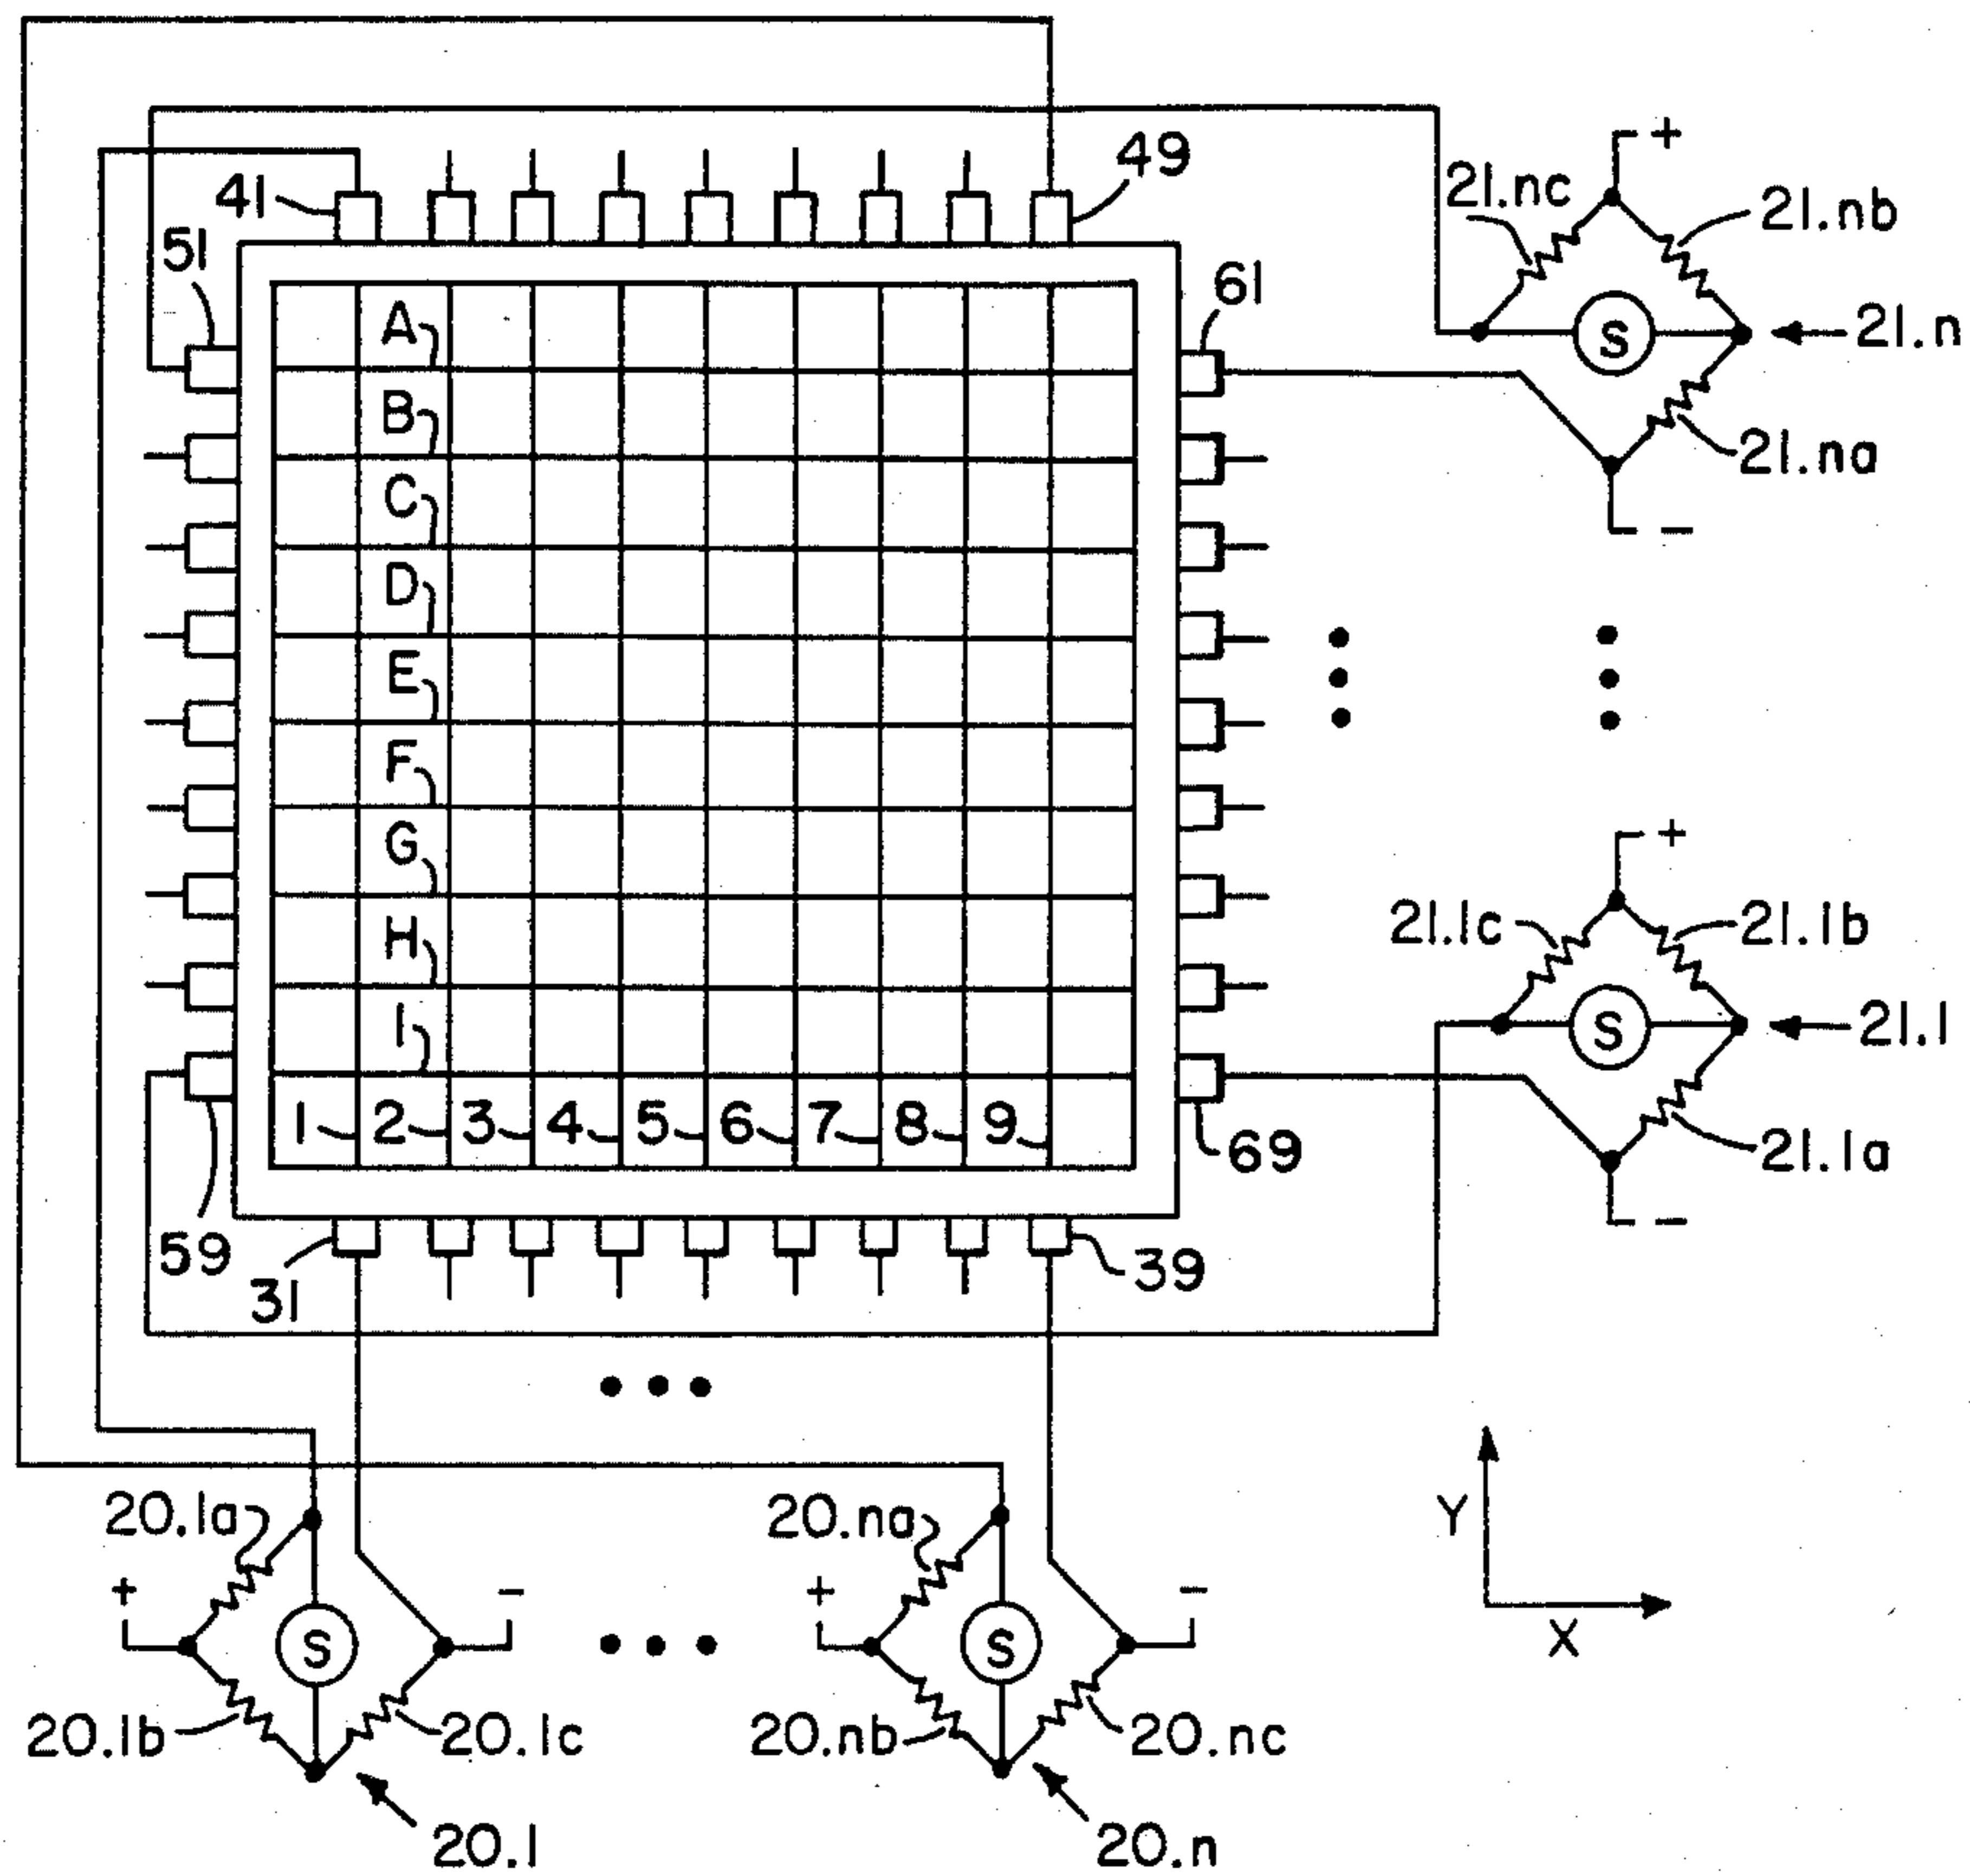 49
41
21.nc
+
21.nb
51
A
61
S
21.n
B
21.na
C
-
D
E
F
+
G
21.1c
21.1b
H
S
21.1
I
1 2 3 4 5 6 7 8 9
69
21.1a
-
59
31
39
20.1a
20.na
Y
+
-
+
-
S
S
X
20.1b
20.1c
20.nb
20.nc
20.1
20.n